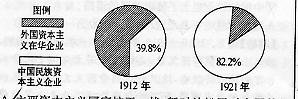 图例
外国资本主
义在华企业
中国民族资
本主义企业
39.8%
82.2%
1912 年
1921 年